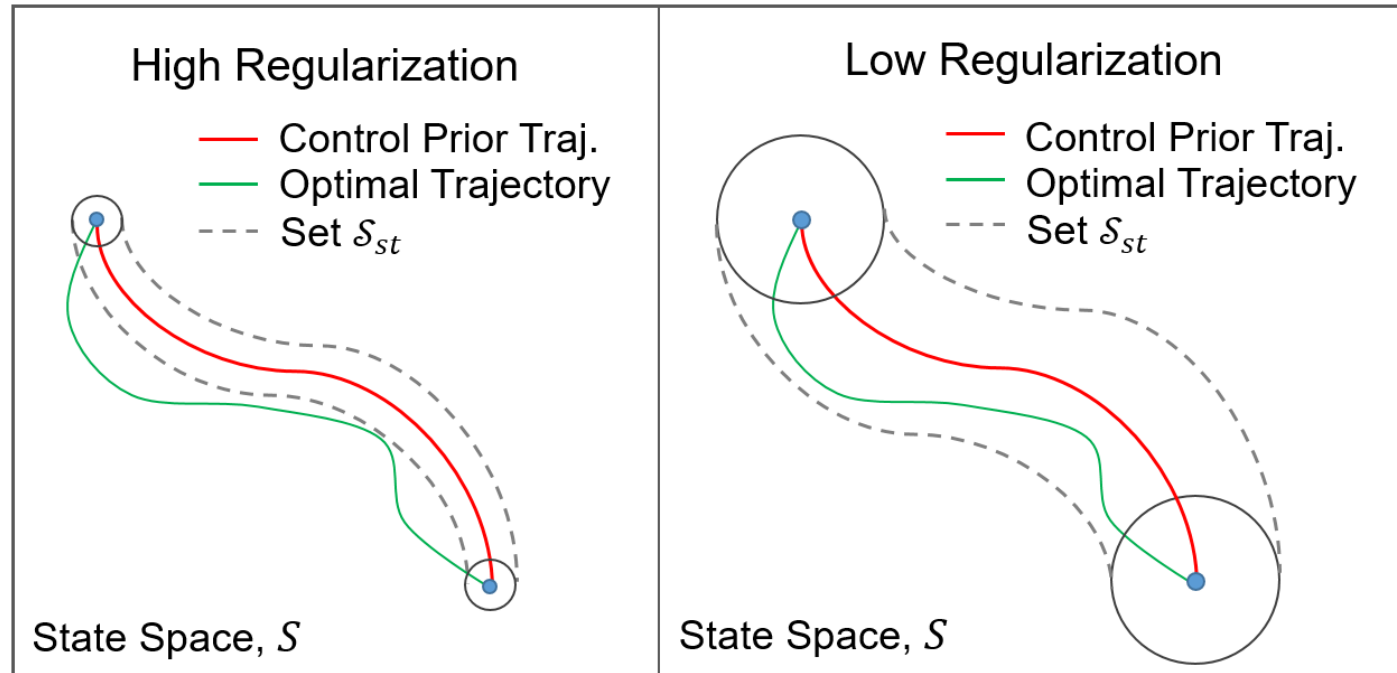 High Regularization
Control Prior Traj.
Optimal Trajectory
Set 𝒮ₛₜ
State Space, 𝑆
Low Regularization
Control Prior Traj.
Optimal Trajectory
Set 𝒮ₛₜ
State Space, 𝑆